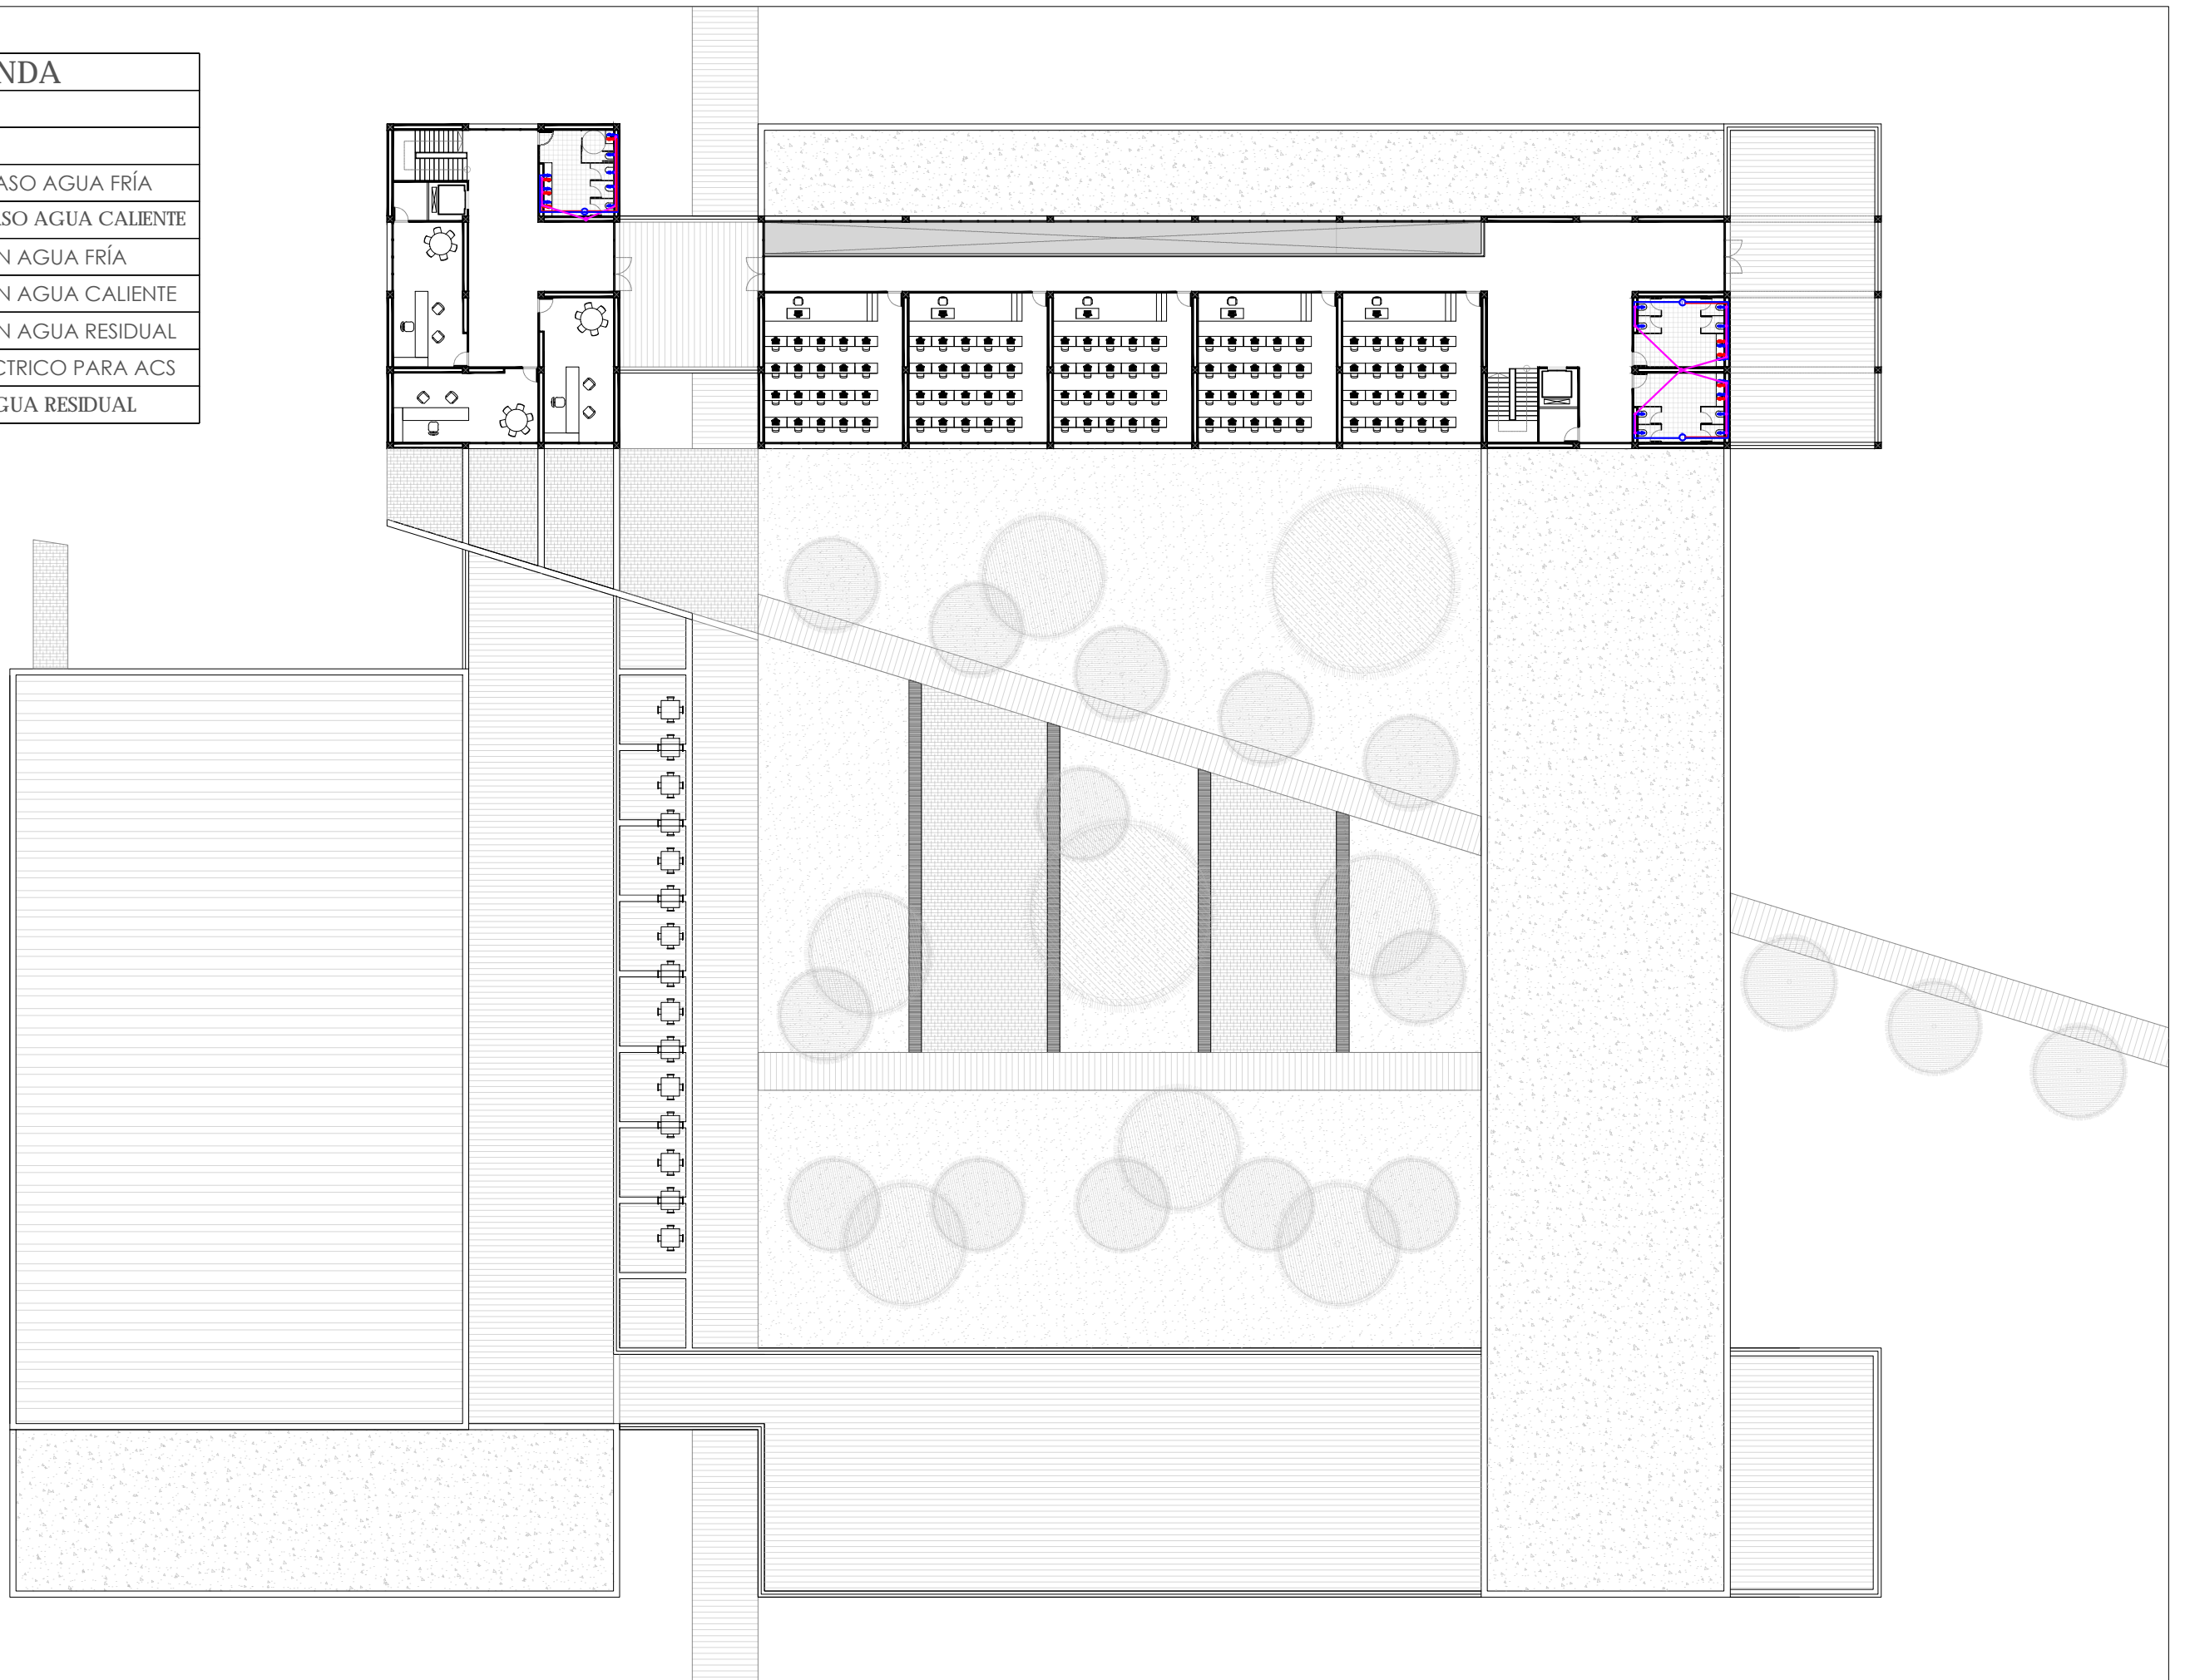 NDA
ASO AGUA FRÍA
SO AGUA CALIENTE
N AGUA FRÍA
N AGUA CALIENTE
N AGUA RESIDUAL
CTRICO PARA ACS
GUA RESIDUAL